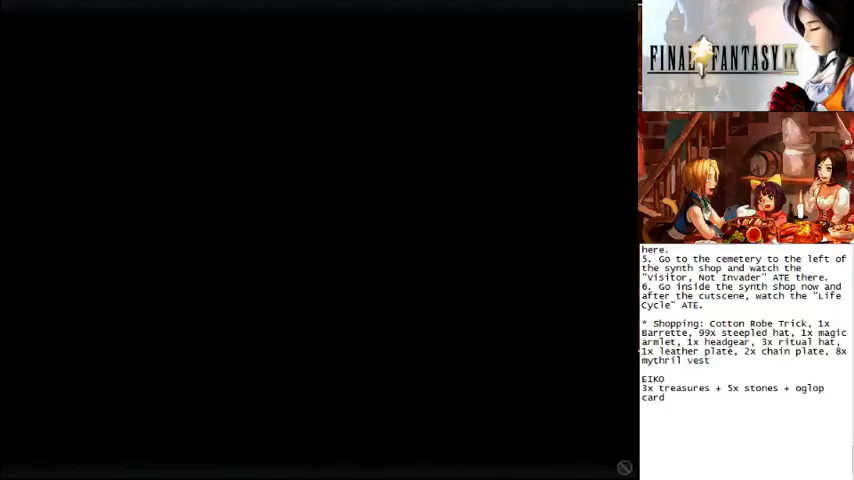 FINAL FANTASY IX
here.
5. Go to the cemetery to the left of
the synth shop and watch the
"Visitor, Not Invader" ATE there.
6. Go inside the synth shop now and
after the cutscene, watch the "Life
Cycle" ATE.
* Shopping: Cotton Robe Trick, 1x
Barrette, 99x steepled hat, 1x magic
armlet, 1x headgear, 3x ritual hat,
1x leather plate, 2x chain plate, 8x
mythril vest
EIKO
3x treasures + 5x stones + oglop
card